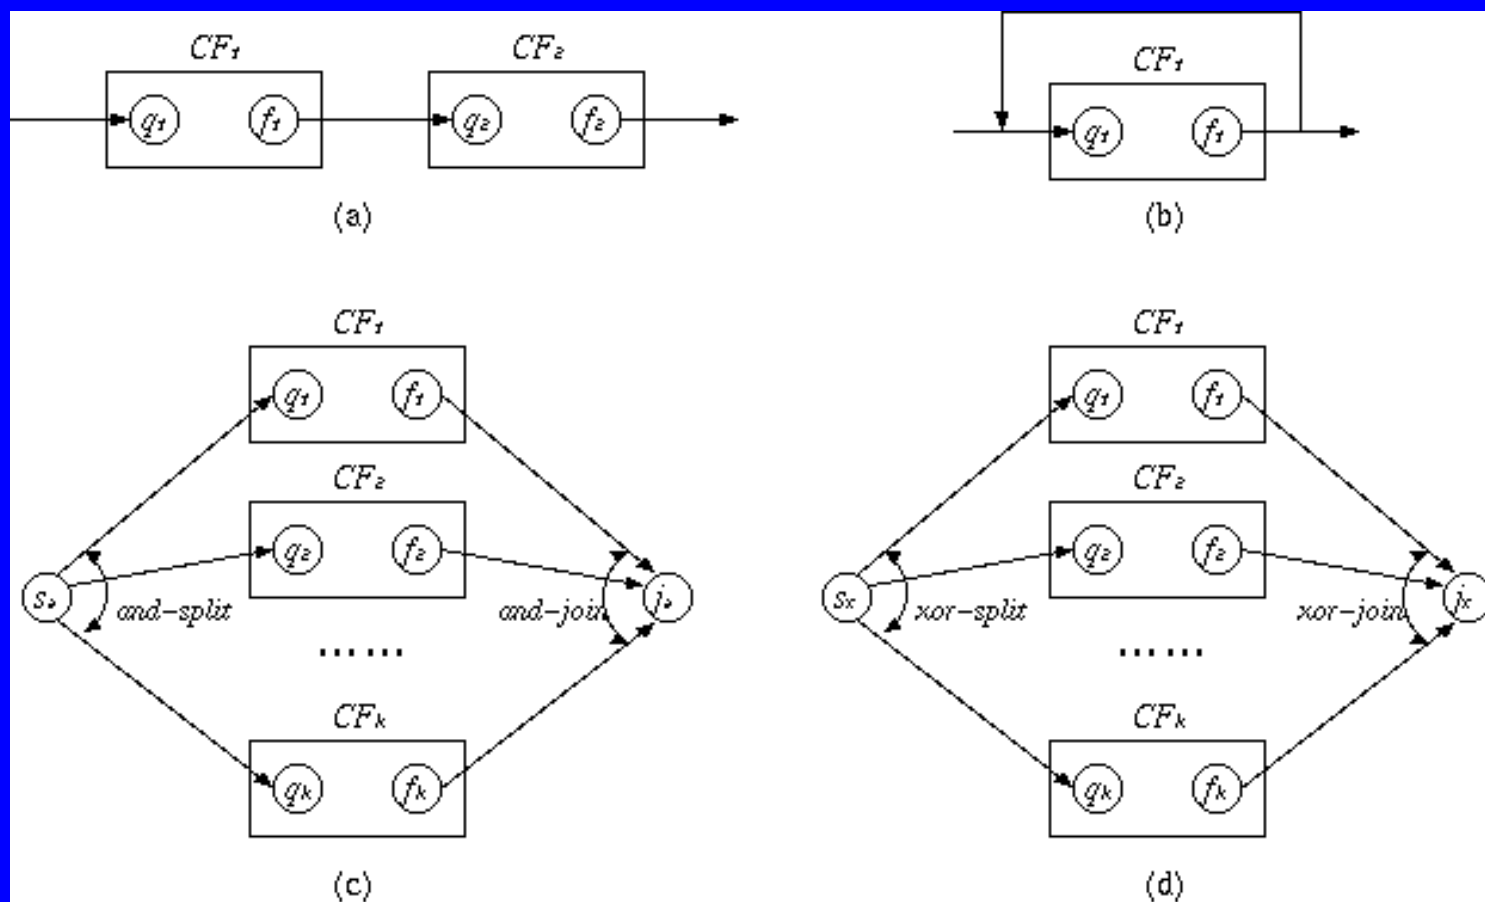 CF₁ CF₂
q₁ f₁ q₂ f₂
(a)
CF₁
q₁ f₁
(b)
CF₁
q₁ f₁
CF₂
q₂ f₂
sₐ and-split and-join jₐ
......
CFₖ
qₖ fₖ
(c)
CF₁
q₁ f₁
CF₂
q₂ f₂
sₓ xor-split xor-join jₓ
......
CFₖ
qₖ fₖ
(d)